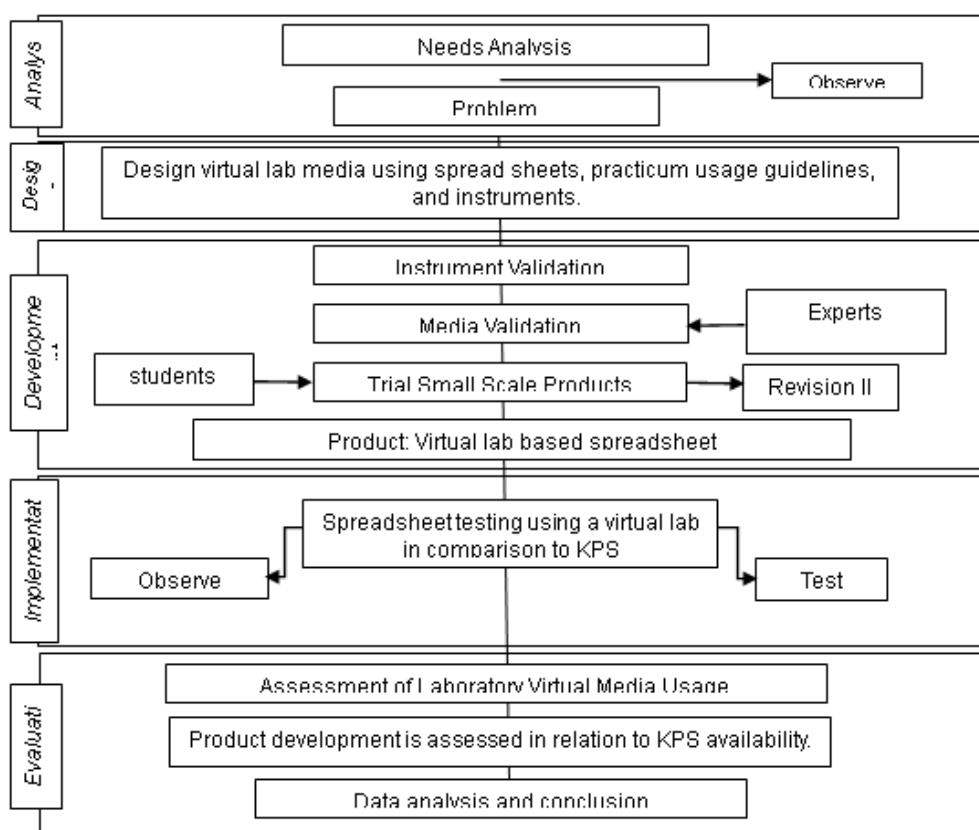 Analys
Needs Analysis
Observe
Problem
Desig
Design virtual lab media using spread sheets, practicum usage guidelines,
and instruments.
Developme
Instrument Validation
Media Validation
Experts
students
Trial Small Scale Products
Revision II
Product: Virtual lab based spreadsheet
Implementat
Spreadsheet testing using a virtual lab
in comparison to KPS
Observe
Test
Evaluati
Assessment of Laboratory Virtual Media Usage
Product development is assessed in relation to KPS availability.
Data analysis and conclusion